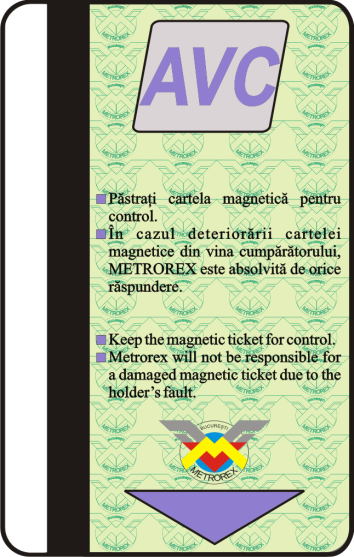 AVC
Păstrați cartela magnetică pentru
control.
În cazul deteriorării cartelei
magnetice din vina cumpărătorului,
METROREX este absolvită de orice
răspundere.
Keep the magnetic ticket for control.
Metrorex will not be responsible for
a damaged magnetic ticket due to the
holder's fault.
BUCUREȘTI
METROREX